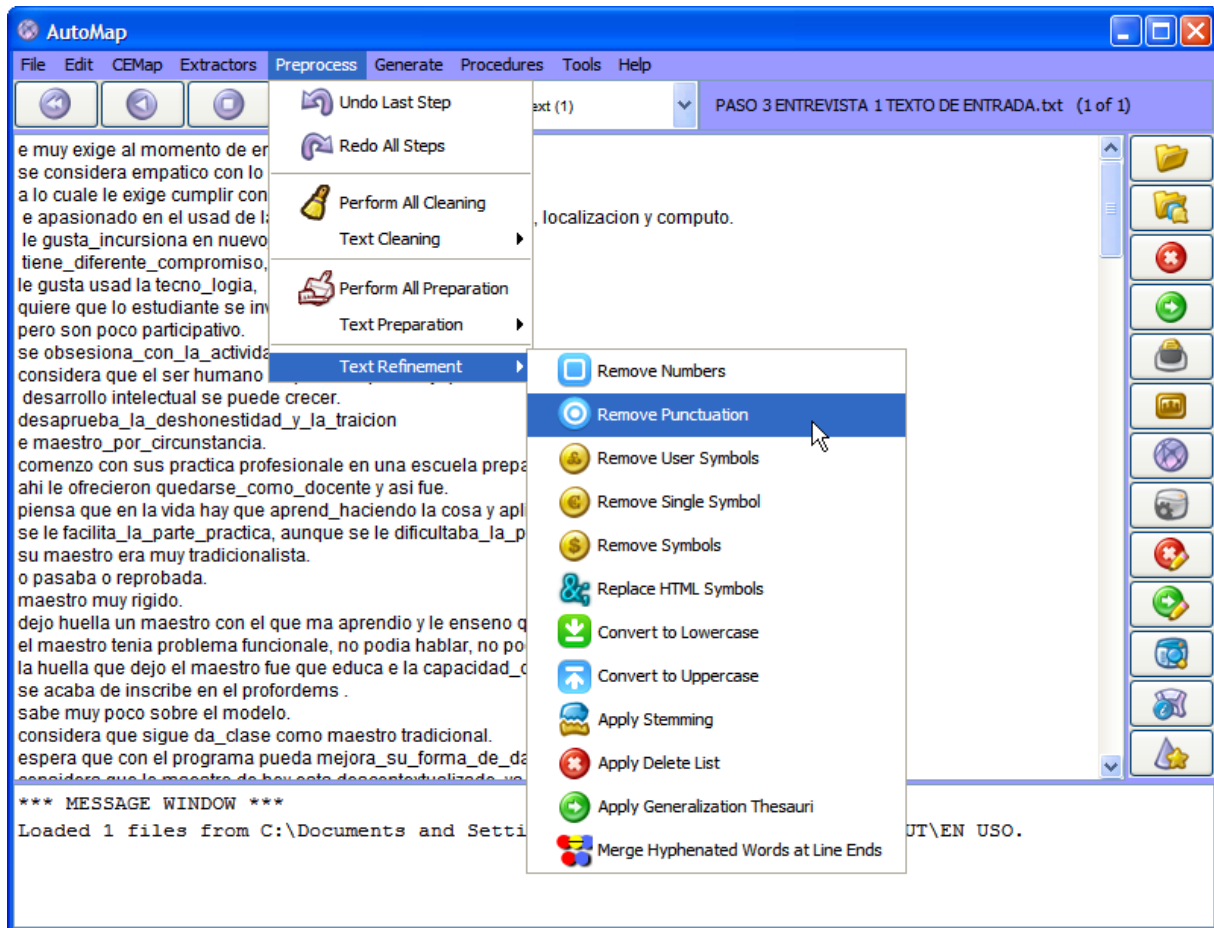 AutoMap
File Edit CEMap Extractors Preprocess Generate Procedures Tools Help
ext (1)
PASO 3 ENTREVISTA 1 TEXTO DE ENTRADA.txt (1 of 1)
Undo Last Step
Redo All Steps
Perform All Cleaning
Text Cleaning
Perform All Preparation
Text Preparation
Text Refinement
Remove Numbers
Remove Punctuation
Remove User Symbols
Remove Single Symbol
Remove Symbols
Replace HTML Symbols
Convert to Lowercase
Convert to Uppercase
Apply Stemming
Apply Delete List
Apply Generalization Thesauri
Merge Hyphenated Words at Line Ends
e muy exige al momento de er
se considera empatico con lo
a lo cuale le exige cumplir con
e apasionado en el usad de la , localizacion y computo.
le gusta_incursiona en nuevo
tiene_diferente_compromiso,
le gusta usad la tecno_logia,
quiere que lo estudiante se inv
pero son poco participativo.
se obsesiona_con_la_activida
considera que el ser humano
desarrollo intelectual se puede crecer.
desaprueba_la_deshonestidad_y_la_traicion
e maestro_por_circunstancia.
comenzo con sus practica profesionale en una escuela prepa
ahi le ofrecieron quedarse_como_docente y asi fue.
piensa que en la vida hay que aprend_haciendo la cosa y apli
se le facilita_la_parte_practica, aunque se le dificultaba_la_p
su maestro era muy tradicionalista.
o pasaba o reprobada.
maestro muy rigido.
dejo huella un maestro con el que ma aprendio y le enseno q
el maestro tenia problema funcionale, no podia hablar, no po
la huella que dejo el maestro fue que educa e la capacidad_c
se acaba de inscribe en el profordems .
sabe muy poco sobre el modelo.
considera que sigue da_clase como maestro tradicional.
espera que con el programa pueda mejora_su_forma_de_da
*** MESSAGE WINDOW ***
Loaded 1 files from C:\Documents and Setti UT\EN USO.